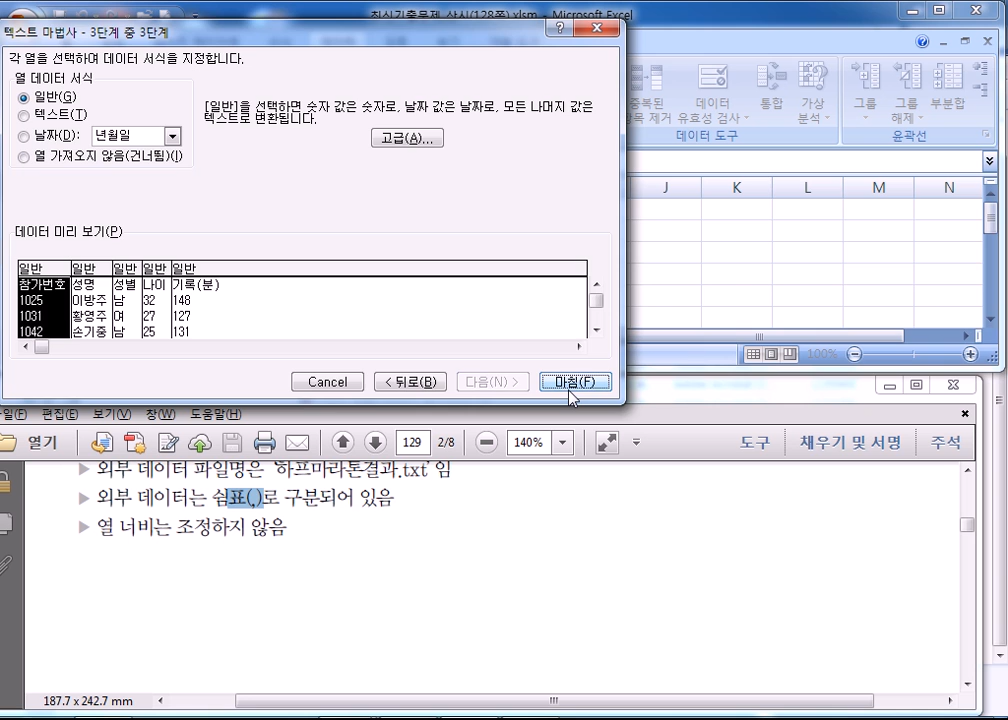 최신기출문제_상시(128쪽).xlsm - Microsoft Excel
텍스트 마법사 - 3단계 중 3단계
각 열을 선택하여 데이터 서식을 지정합니다.
열 데이터 서식
일반(G)
텍스트(T)
날짜(D): 년월일
열 가져오지 않음(건너뜀)(I)
[일반]을 선택하면 숫자 값은 숫자로, 날짜 값은 날짜로, 모든 나머지 값은
텍스트로 변환됩니다.
고급(A)...
데이터 미리 보기(P)
일반 일반 일반 일반 일반
참가번호 성명 성별 나이 기록(분)
1025 이방주 남 32 148
1031 황영주 여 27 127
1042 손기중 남 25 131
Cancel < 뒤로(B) 다음(N) > 마침(F)
중복된 데이터 통합 가상 그룹 그룹 부분합
항목 제거 유효성 검사 분석 해제
데이터 도구 윤곽선
J K L M N
100%
편집(E) 보기(V) 창(W) 도움말(H)
열기 129 2/8 140% 도구 채우기 및 서명 주석
외부 데이터 파일명은 '하프마라톤결과.txt' 임
외부 데이터는 쉼표(,)로 구분되어 있음
열 너비는 조정하지 않음
187.7 x 242.7 mm